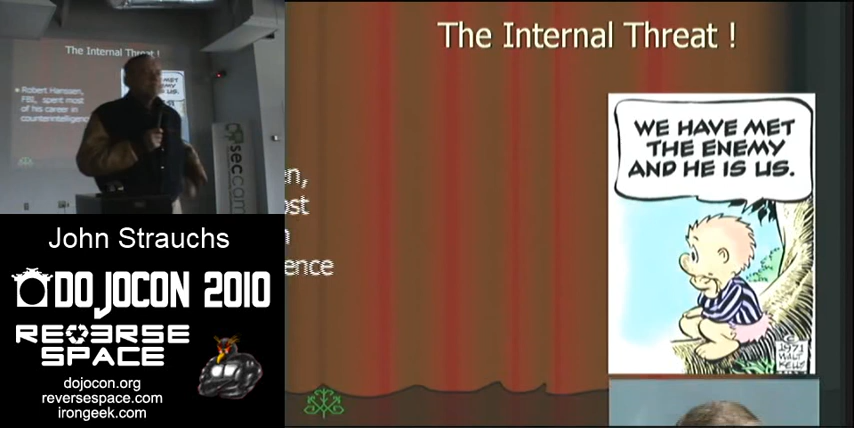 The Internal Threat !
Robert Hanssen,
FBI, spent most
of his career in
counterintelligence
seccam
The Internal Threat !
WE HAVE MET
THE ENEMY
AND HE IS US.
en,
ost
n
ence
© 1971
WALT
KELLY
John Strauchs
DOJOCON 2010
REVERSE
SPACE
dojocon.org
reversespace.com
irongeek.com